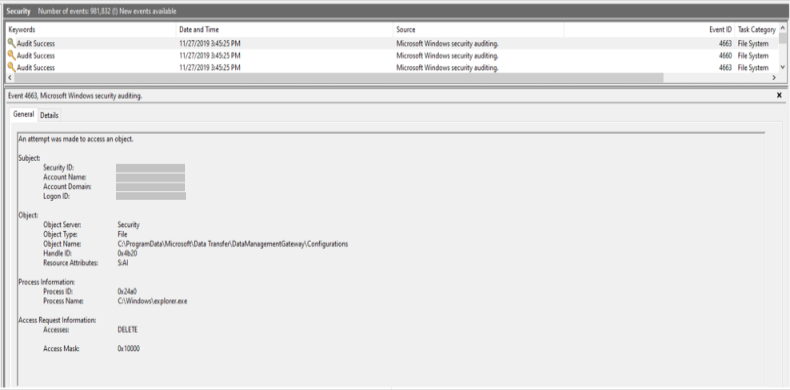 Security Number of events: 981,832 (!) New events available
Keywords Date and Time Source Event ID Task Category
Audit Success 11/27/2019 3:45:25 PM Microsoft Windows security auditing. 4663 File System
Audit Success 11/27/2019 3:45:25 PM Microsoft Windows security auditing. 4660 File System
Audit Success 11/27/2019 3:45:25 PM Microsoft Windows security auditing. 4663 File System
Event 4663, Microsoft Windows security auditing.
General Details
An attempt was made to access an object.
Subject:
Security ID:
Account Name:
Account Domain:
Logon ID:
Object:
Object Server: Security
Object Type: File
Object Name: C:\ProgramData\Microsoft\Data Transfer\DataManagementGateway\Configurations
Handle ID: 0x4b20
Resource Attributes: S:AI
Process Information:
Process ID: 0x24a0
Process Name: C:\Windows\explorer.exe
Access Request Information:
Accesses: DELETE
Access Mask: 0x10000